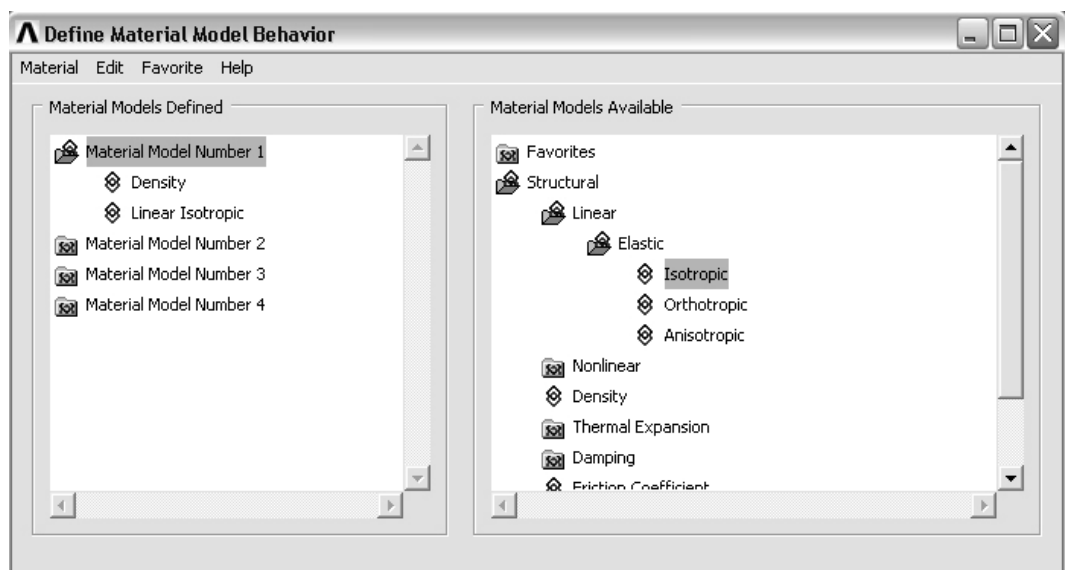 Define Material Model Behavior
Material Edit Favorite Help
Material Models Defined
Material Model Number 1
Density
Linear Isotropic
Material Model Number 2
Material Model Number 3
Material Model Number 4
Material Models Available
Favorites
Structural
Linear
Elastic
Isotropic
Orthotropic
Anisotropic
Nonlinear
Density
Thermal Expansion
Damping
Friction Coefficient